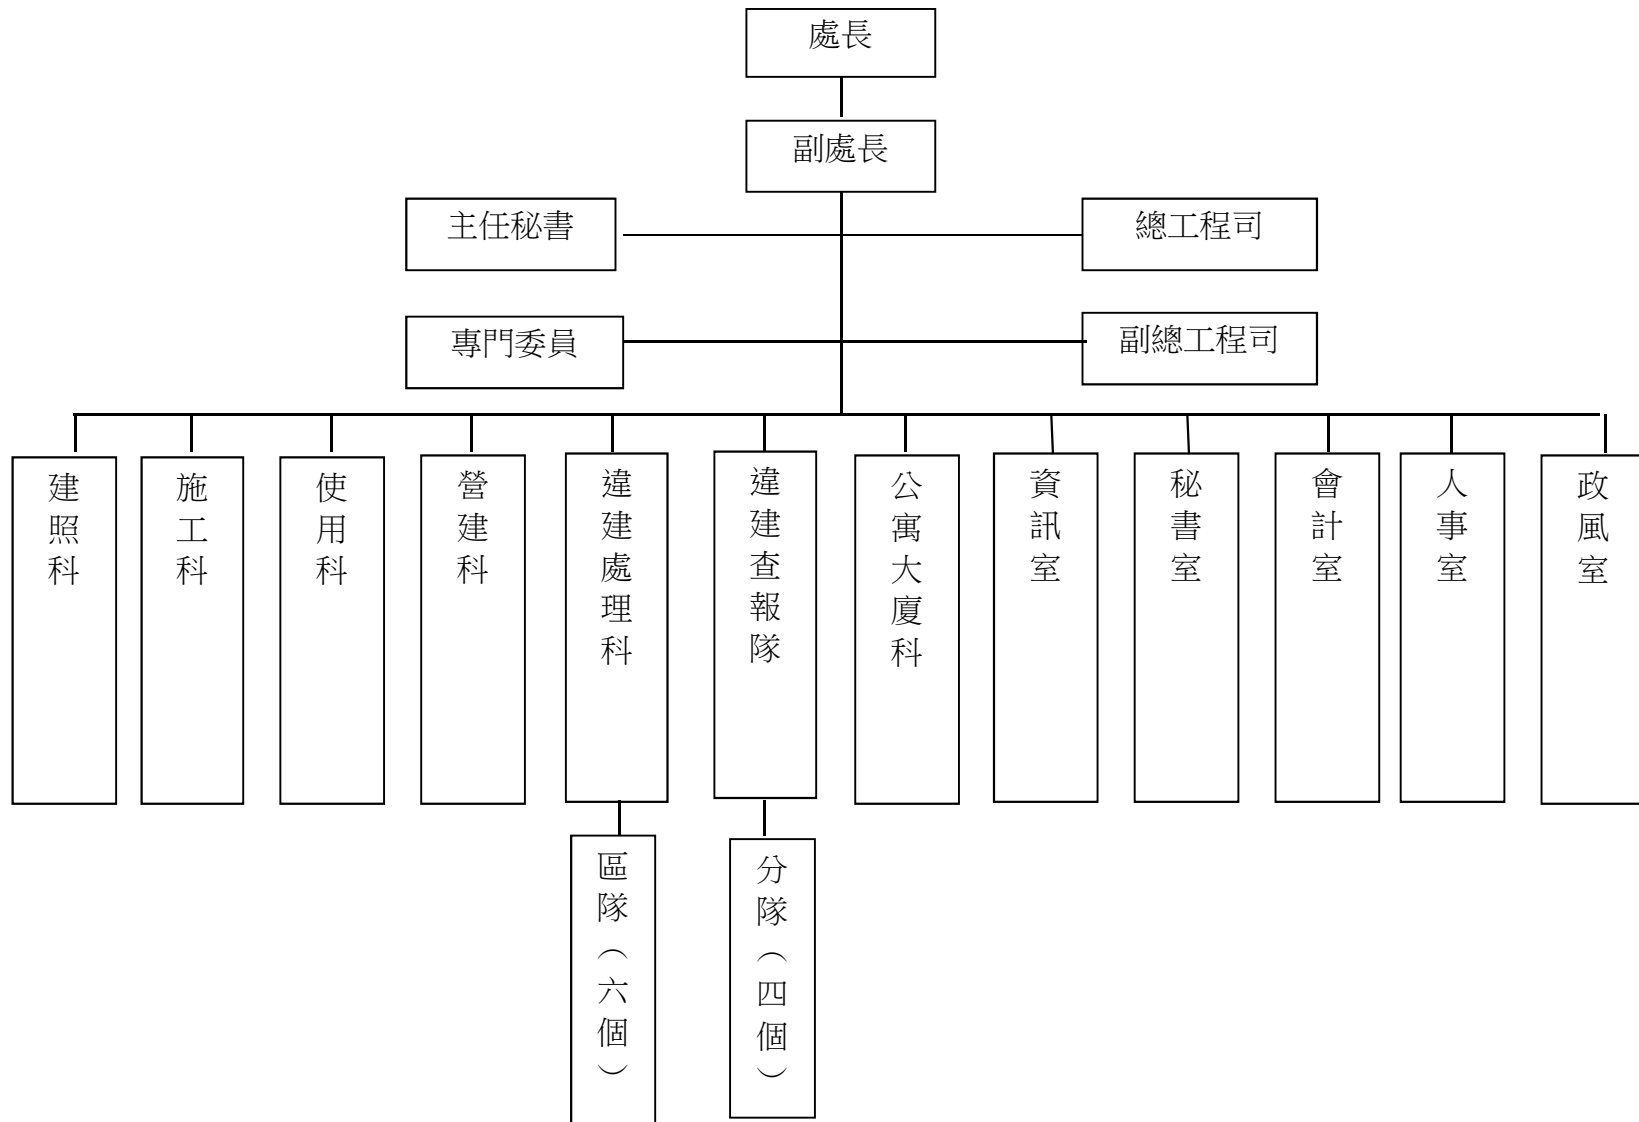 處長
副處長
主任秘書
總工程司
專門委員
副總工程司
建照科
施工科
使用科
營建科
違建處理科
違建查報隊
公寓大廈科
資訊室
秘書室
會計室
人事室
政風室
區隊（六個）
分隊（四個）